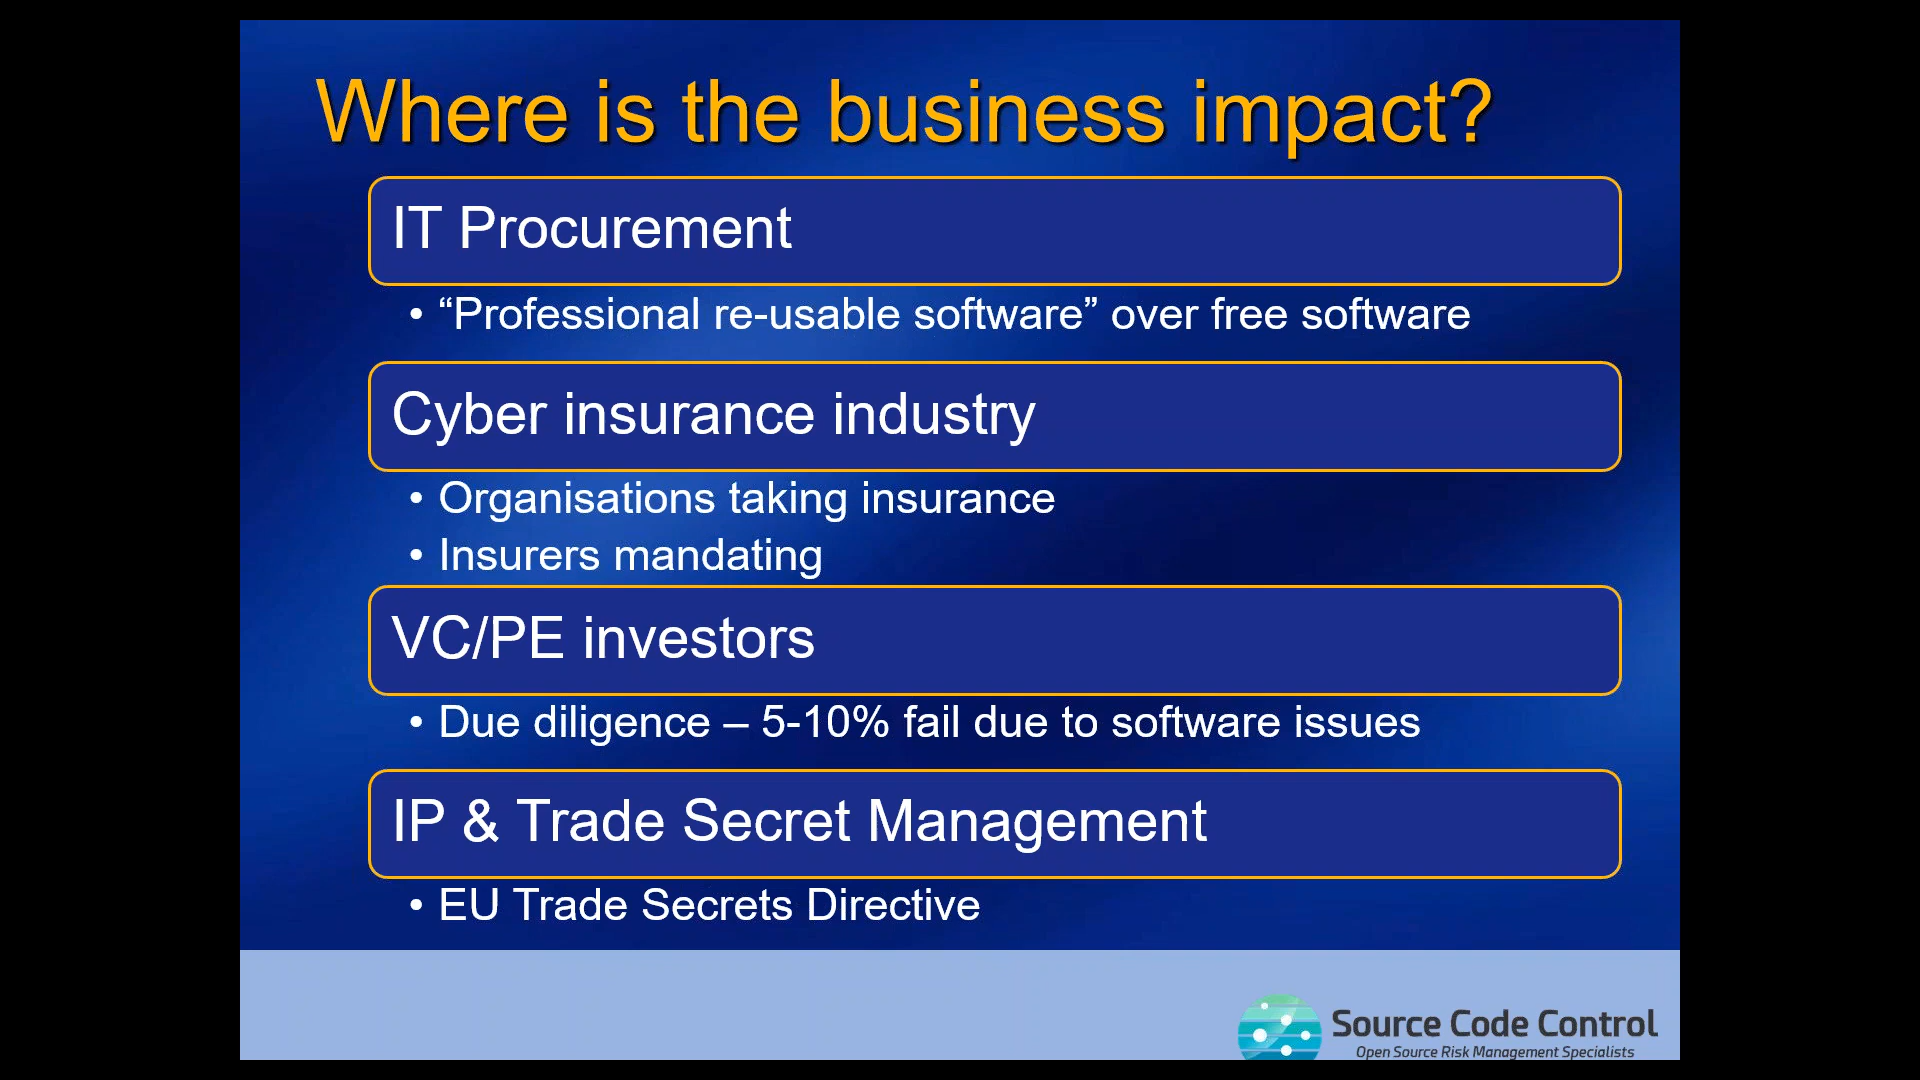 Where is the business impact?
IT Procurement
• “Professional re-usable software” over free software
Cyber insurance industry
• Organisations taking insurance
• Insurers mandating
VC/PE investors
• Due diligence – 5-10% fail due to software issues
IP & Trade Secret Management
• EU Trade Secrets Directive
Source Code Control
Open Source Risk Management Specialists